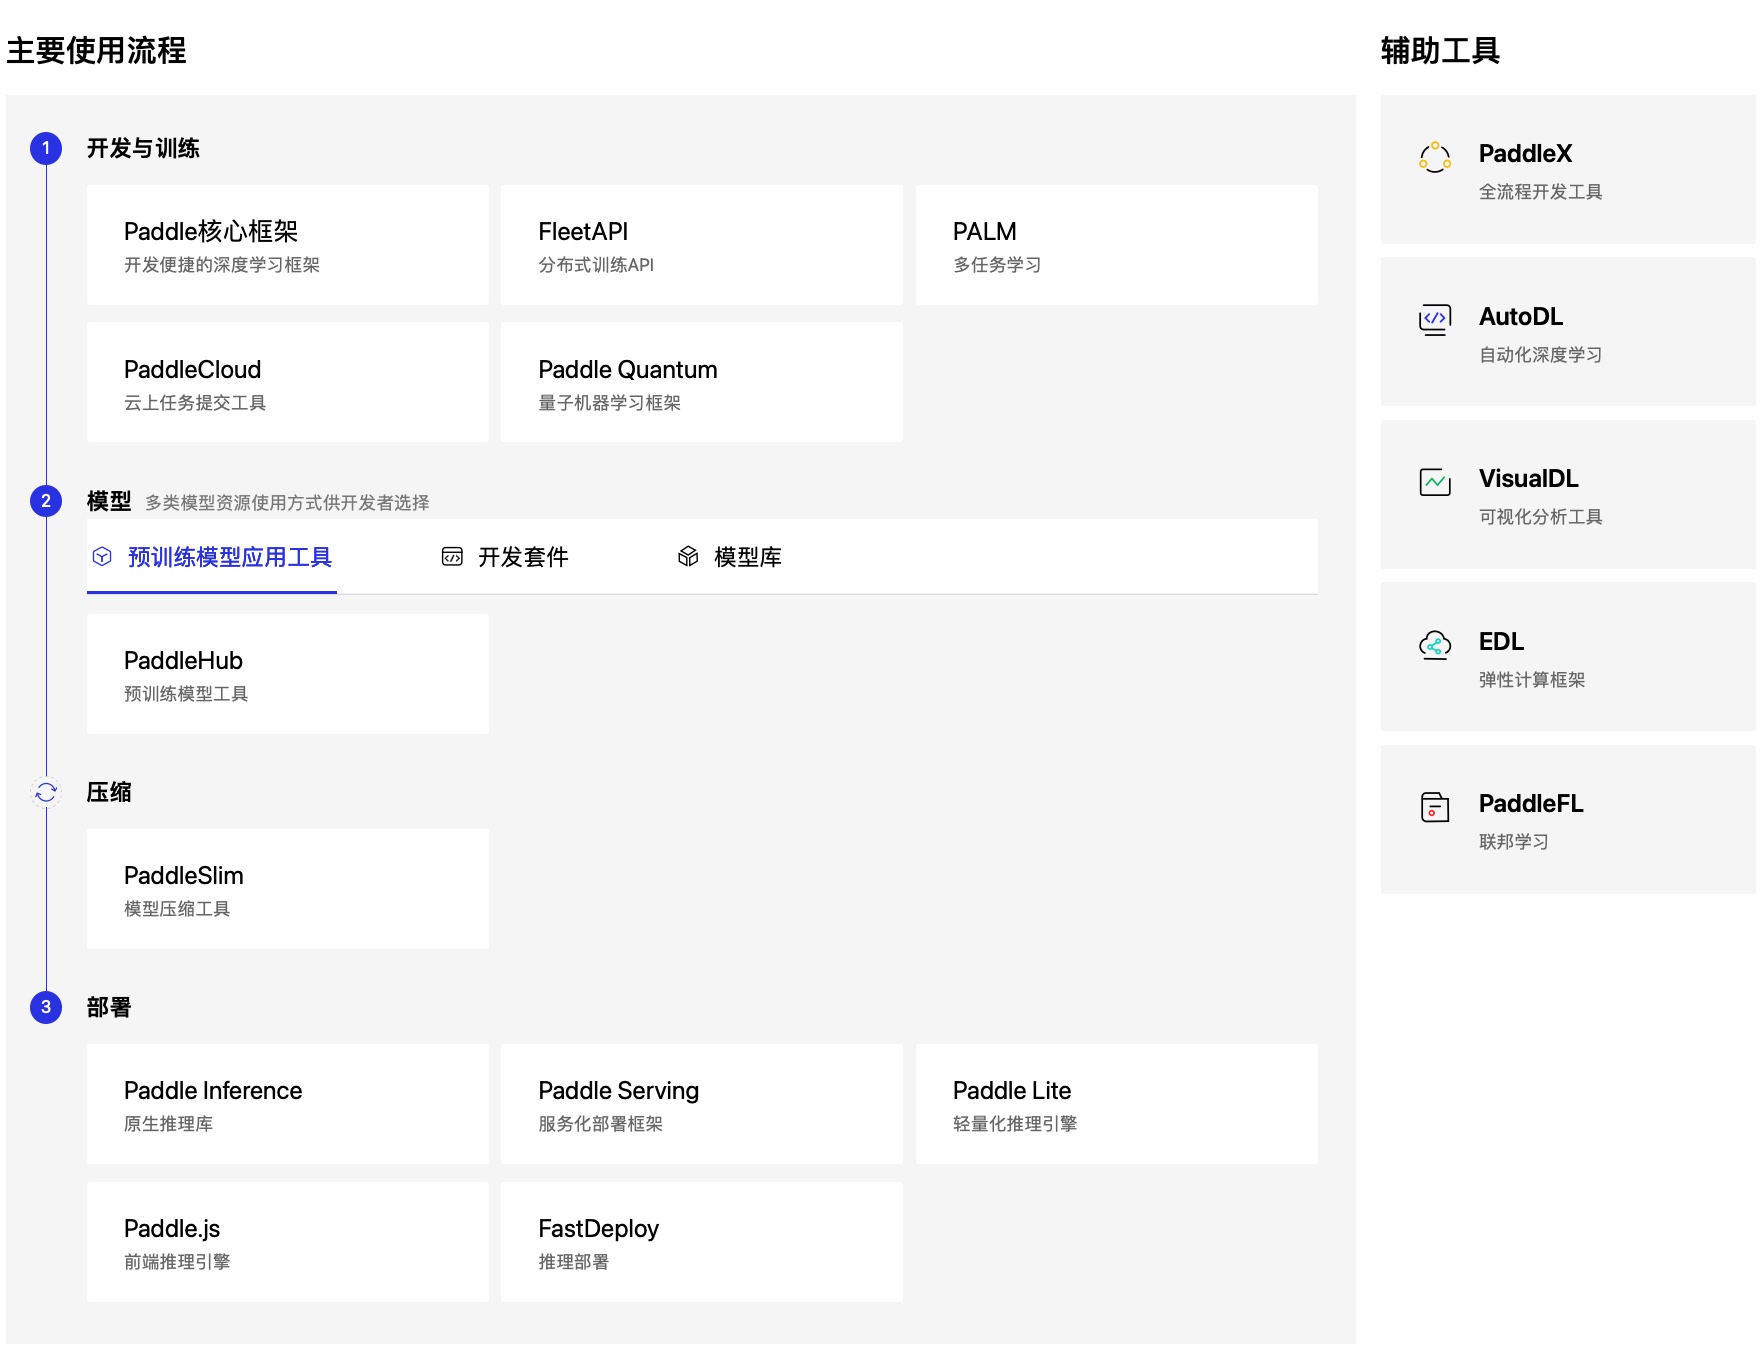 主要使用流程
1
开发与训练
Paddle核心框架
开发便捷的深度学习框架
FleetAPI
分布式训练API
PALM
多任务学习
PaddleCloud
云上任务提交工具
Paddle Quantum
量子机器学习框架
2
模型 多类模型资源使用方式供开发者选择
预训练模型应用工具 开发套件 模型库
PaddleHub
预训练模型工具
压缩
PaddleSlim
模型压缩工具
3
部署
Paddle Inference
原生推理库
Paddle Serving
服务化部署框架
Paddle Lite
轻量化推理引擎
Paddle.js
前端推理引擎
FastDeploy
推理部署
辅助工具
PaddleX
全流程开发工具
AutoDL
自动化深度学习
VisualDL
可视化分析工具
EDL
弹性计算框架
PaddleFL
联邦学习